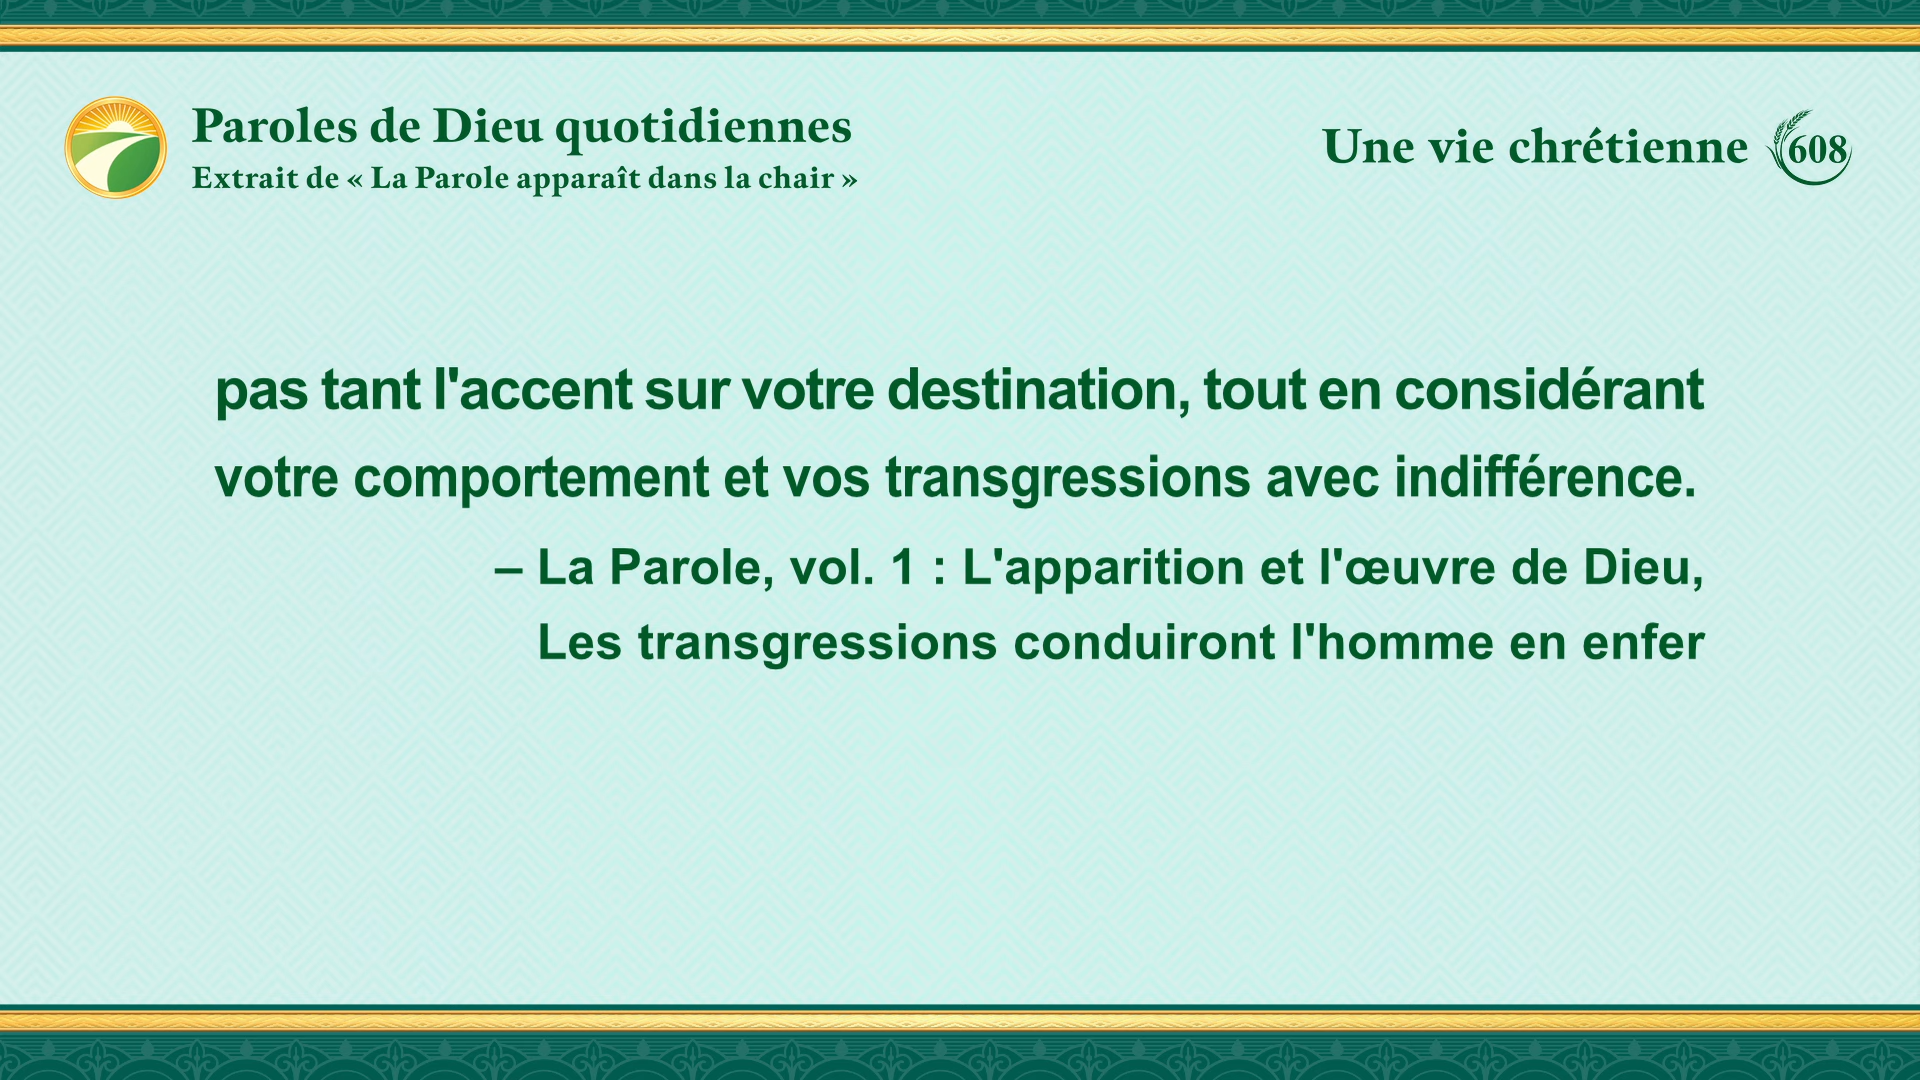 Paroles de Dieu quotidiennes
Extrait de « La Parole apparaît dans la chair »
Une vie chrétienne 608
pas tant l'accent sur votre destination, tout en considérant
votre comportement et vos transgressions avec indifférence.
– La Parole, vol. 1 : L'apparition et l'œuvre de Dieu,
Les transgressions conduiront l'homme en enfer